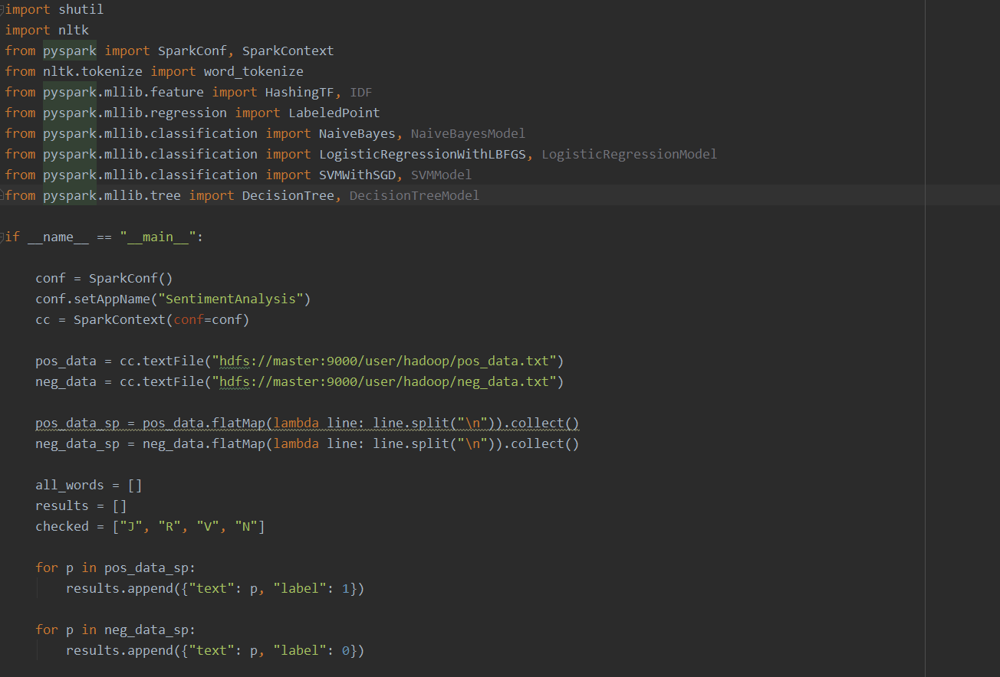 import shutil
import nltk
from pyspark import SparkConf, SparkContext
from nltk.tokenize import word_tokenize
from pyspark.mllib.feature import HashingTF, IDF
from pyspark.mllib.regression import LabeledPoint
from pyspark.mllib.classification import NaiveBayes, NaiveBayesModel
from pyspark.mllib.classification import LogisticRegressionWithLBFGS, LogisticRegressionModel
from pyspark.mllib.classification import SVMWithSGD, SVMModel
from pyspark.mllib.tree import DecisionTree, DecisionTreeModel
if __name__ == "__main__":
    conf = SparkConf()
    conf.setAppName("SentimentAnalysis")
    cc = SparkContext(conf=conf)
    pos_data = cc.textFile("hdfs://master:9000/user/hadoop/pos_data.txt")
    neg_data = cc.textFile("hdfs://master:9000/user/hadoop/neg_data.txt")
    pos_data_sp = pos_data.flatMap(lambda line: line.split("\n")).collect()
    neg_data_sp = neg_data.flatMap(lambda line: line.split("\n")).collect()
    all_words = []
    results = []
    checked = ["J", "R", "V", "N"]
    for p in pos_data_sp:
        results.append({"text": p, "label": 1})
    for p in neg_data_sp:
        results.append({"text": p, "label": 0})